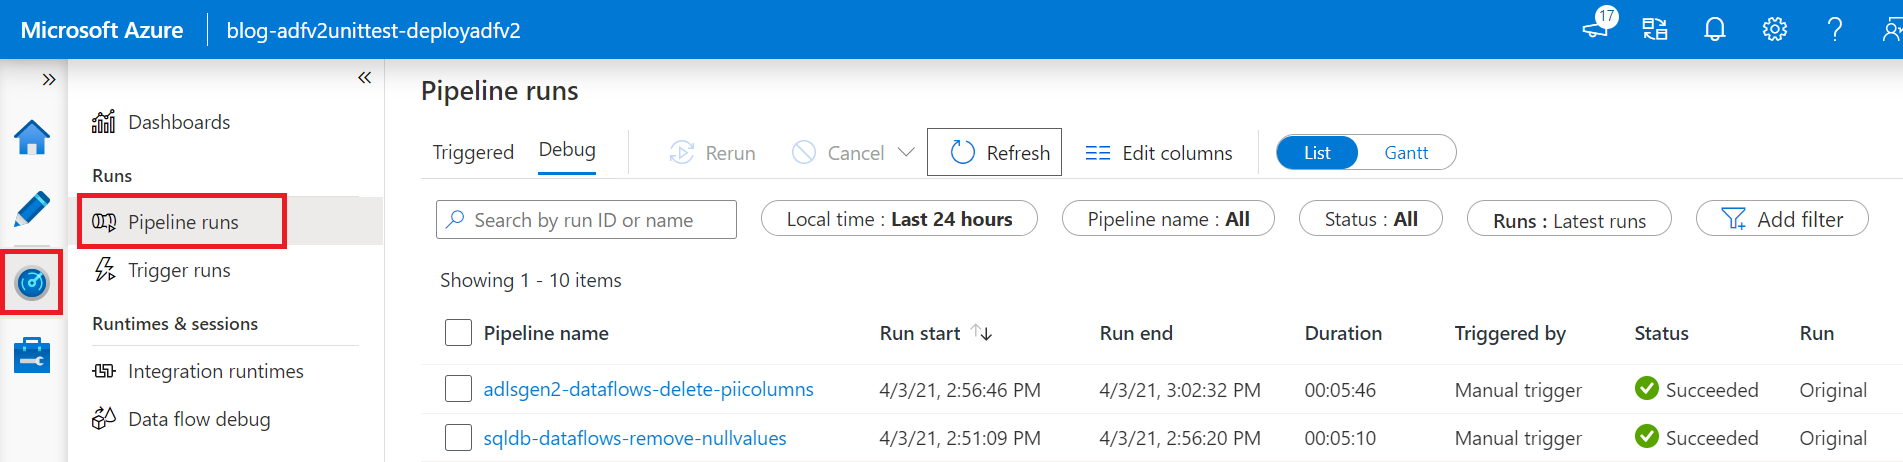 Microsoft Azure blog-adfv2unittest-deployadfv2 17
Dashboards
Runs
Pipeline runs
Trigger runs
Runtimes & sessions
Integration runtimes
Data flow debug
Pipeline runs
Triggered Debug Rerun Cancel Refresh Edit columns List Gantt
Search by run ID or name Local time : Last 24 hours Pipeline name : All Status : All Runs : Latest runs Add filter
Showing 1 - 10 items
Pipeline name Run start Run end Duration Triggered by Status Run
adlsgen2-dataflows-delete-piicolumns 4/3/21, 2:56:46 PM 4/3/21, 3:02:32 PM 00:05:46 Manual trigger Succeeded Original
sqldb-dataflows-remove-nullvalues 4/3/21, 2:51:09 PM 4/3/21, 2:56:20 PM 00:05:10 Manual trigger Succeeded Original